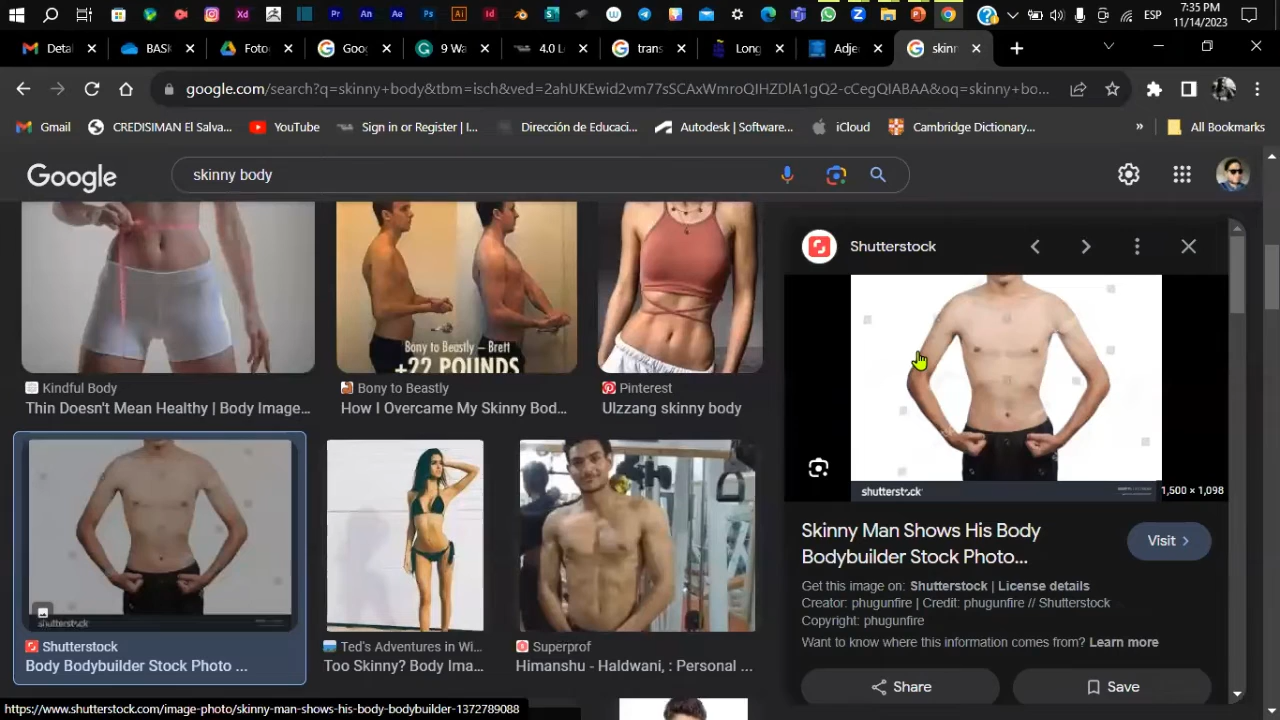 7:35 PM
ESP
11/14/2023
Detal
BASI
Foto
Goo
9 Wa
4.0 L
trans
Long
Adje
skinn
google.com/search?q=skinny+body&tbm=isch&ved=2ahUKEwid2vm77sSCAxWmroQIHZDlA1gQ2-cCegQIABAA&oq=skinny+bo...
Gmail
CREDISIMAN El Salva...
YouTube
Sign in or Register | I...
Dirección de Educaci...
Autodesk | Software...
iCloud
Cambridge Dictionary...
»
All Bookmarks
Google
skinny body
Bony to Beastly — Brett
+22 POUNDS
Kindful Body
Thin Doesn't Mean Healthy | Body Image...
Bony to Beastly
How I Overcame My Skinny Bod...
Pinterest
Ulzzang skinny body
shutterstock
Shutterstock
Body Bodybuilder Stock Photo ...
Ted's Adventures in Wi...
Too Skinny? Body Ima...
Superprof
Himanshu - Haldwani, : Personal ...
Shutterstock
shutterstock
1,500 × 1,098
Skinny Man Shows His Body
Bodybuilder Stock Photo...
Visit
Get this image on: Shutterstock | License details
Creator: phugunfire | Credit: phugunfire // Shutterstock
Copyright: phugunfire
Want to know where this information comes from? Learn more
Share
Save
https://www.shutterstock.com/image-photo/skinny-man-shows-his-body-bodybuilder-1372789088